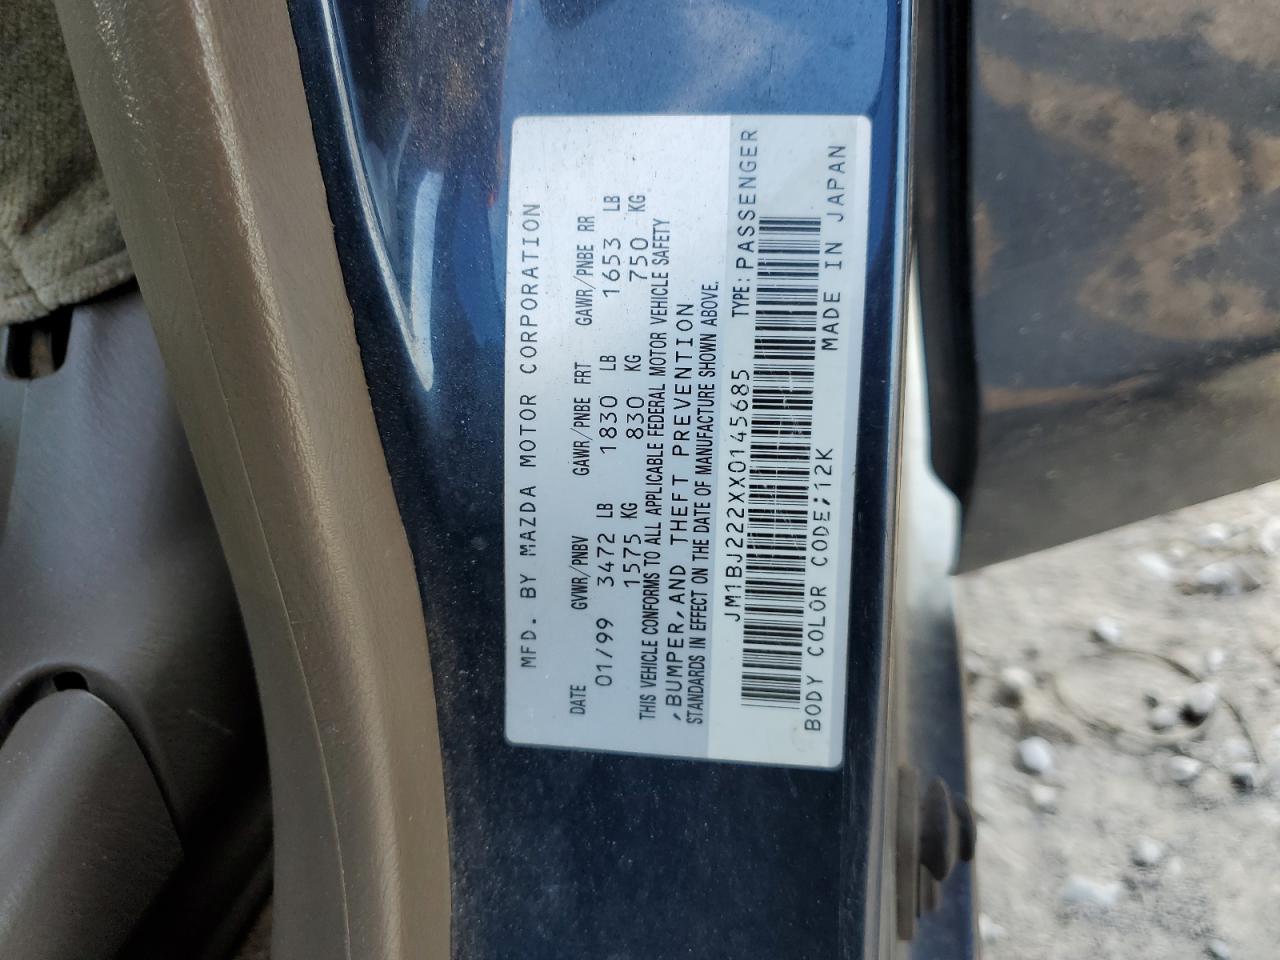 MFD. BY MAZDA MOTOR CORPORATION
DATE GVWR/PNBV GAWR/PNBE FRT GAWR/PNBE RR
01/99 3472 LB 1830 LB 1653 LB
1575 KG 830 KG 750 KG
THIS VEHICLE CONFORMS TO ALL APPLICABLE FEDERAL MOTOR VEHICLE SAFETY
,BUMPER,AND THEFT PREVENTION
STANDARDS IN EFFECT ON THE DATE OF MANUFACTURE SHOWN ABOVE.
JM1BJ222XX0145685 TYPE:PASSENGER
BODY COLOR CODE;12K MADE IN JAPAN